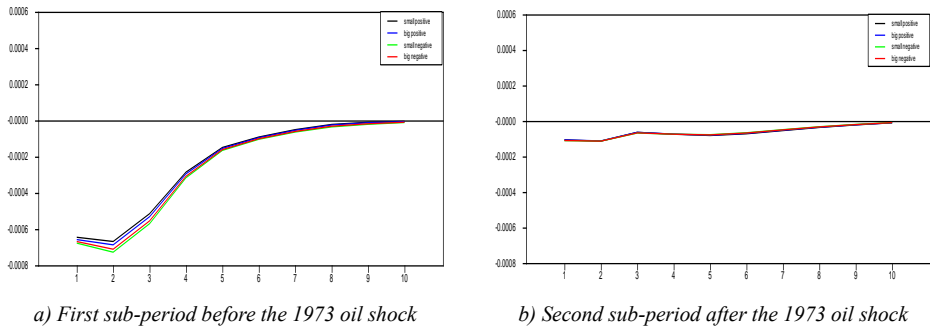 0.0006
0.0004
0.0002
-0.0000
-0.0002
-0.0004
-0.0006
-0.0008
1 2 3 4 5 6 7 8 9 10
small positive
big positive
small negative
big negative
a) First sub-period before the 1973 oil shock
0.0006
0.0004
0.0002
-0.0000
-0.0002
-0.0004
-0.0006
-0.0008
1 2 3 4 5 6 7 8 9 10
small positive
big positive
small negative
big negative
b) Second sub-period after the 1973 oil shock